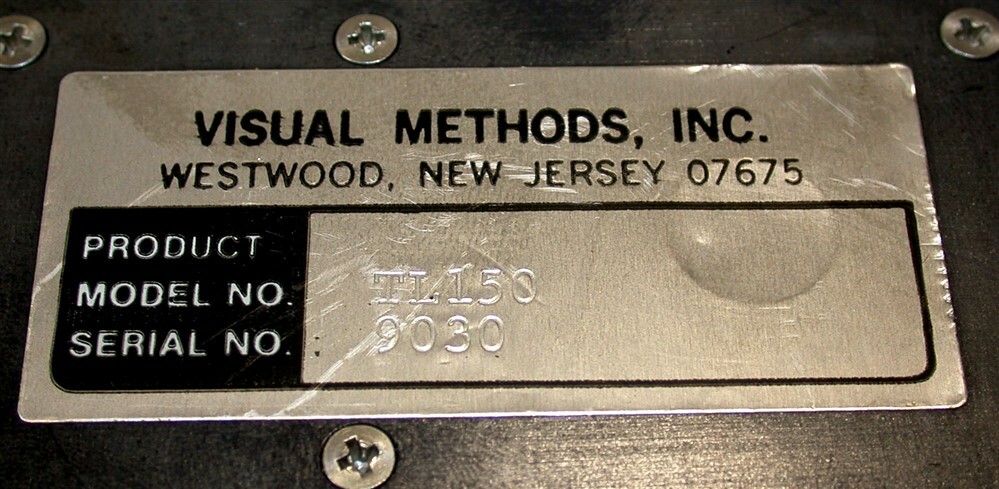 VISUAL METHODS, INC.
WESTWOOD, NEW JERSEY 07675
PRODUCT
MODEL NO. TL150
SERIAL NO. 9030